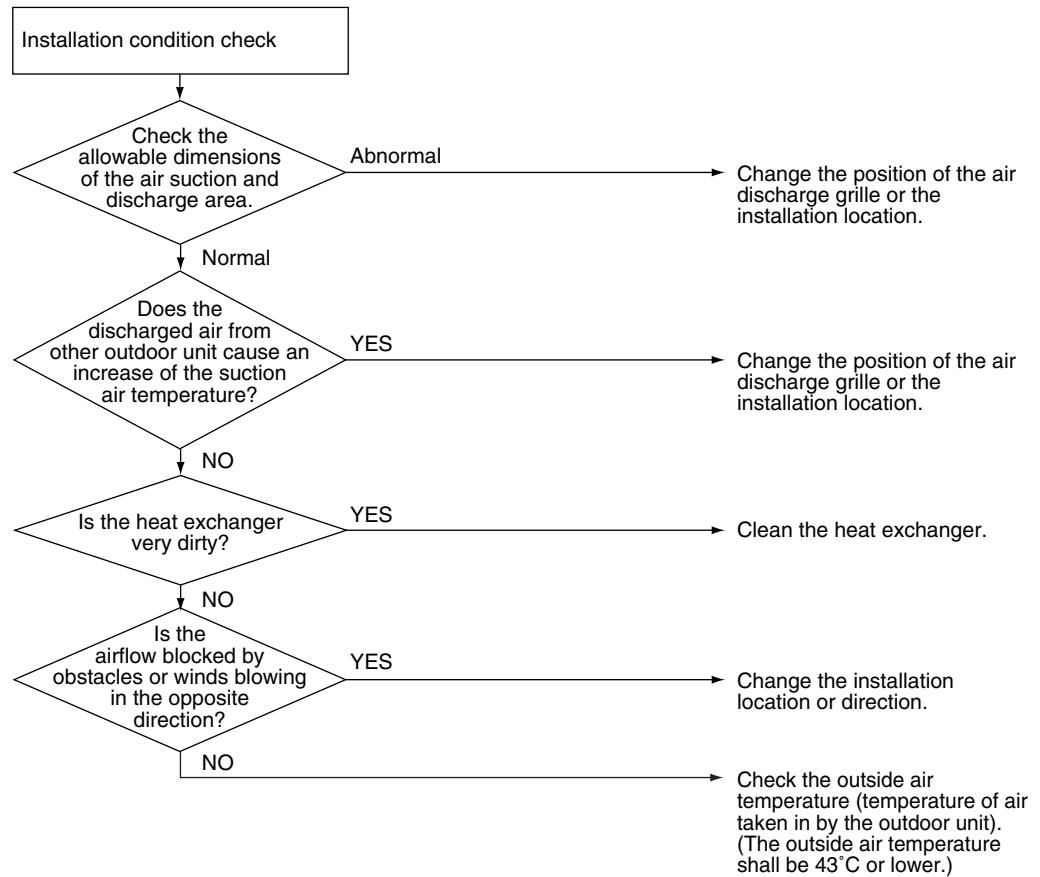 Installation condition check
Check the
allowable dimensions
of the air suction and
discharge area.
Abnormal
Change the position of the air
discharge grille or the
installation location.
Normal
Does the
discharged air from
other outdoor unit cause an
increase of the suction
air temperature?
YES
Change the position of the air
discharge grille or the
installation location.
NO
Is the heat exchanger
very dirty?
YES
Clean the heat exchanger.
NO
Is the
airflow blocked by
obstacles or winds blowing
in the opposite
direction?
YES
Change the installation
location or direction.
NO
Check the outside air
temperature (temperature of air
taken in by the outdoor unit).
(The outside air temperature
shall be 43˚C or lower.)